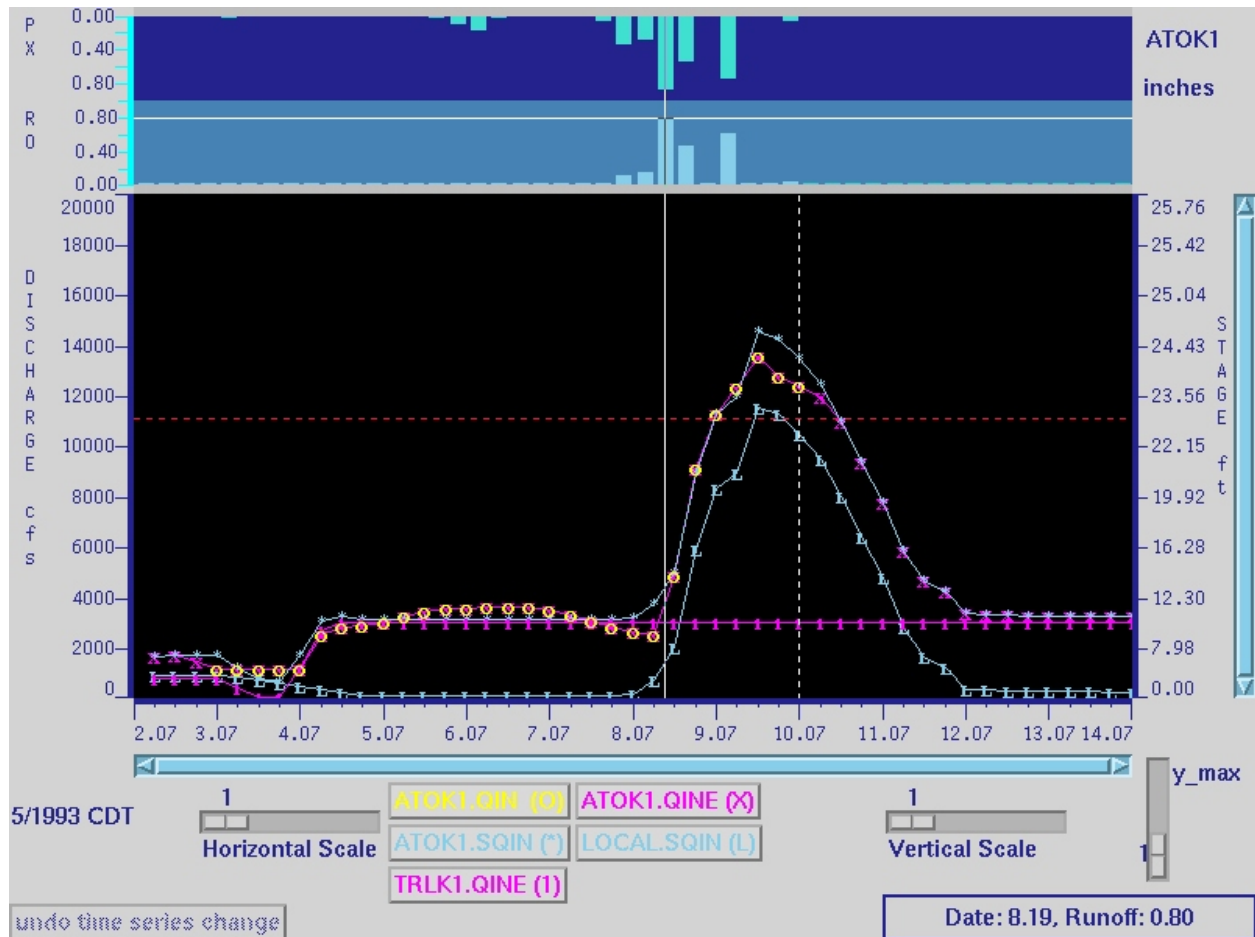 P
X
0.00
0.40
0.80
R
O
0.80
0.40
0.00
ATOK1
inches
DISCHARGE cfs
20000
18000
16000
14000
12000
10000
8000
6000
4000
2000
0
25.76
25.42
25.04
24.43
23.56
22.15
19.92
16.28
12.30
7.98
0.00
STAGE ft
2.07 3.07 4.07 5.07 6.07 7.07 8.07 9.07 10.07 11.07 12.07 13.07 14.07
5/1993 CDT
1
Horizontal Scale
ATOK1.QIN (O) ATOK1.QINE (X)
ATOK1.SQIN (*) LOCAL.SQIN (L)
TRLK1.QINE (1)
1
Vertical Scale
y_max
1
undo time series change
Date: 8.19, Runoff: 0.80